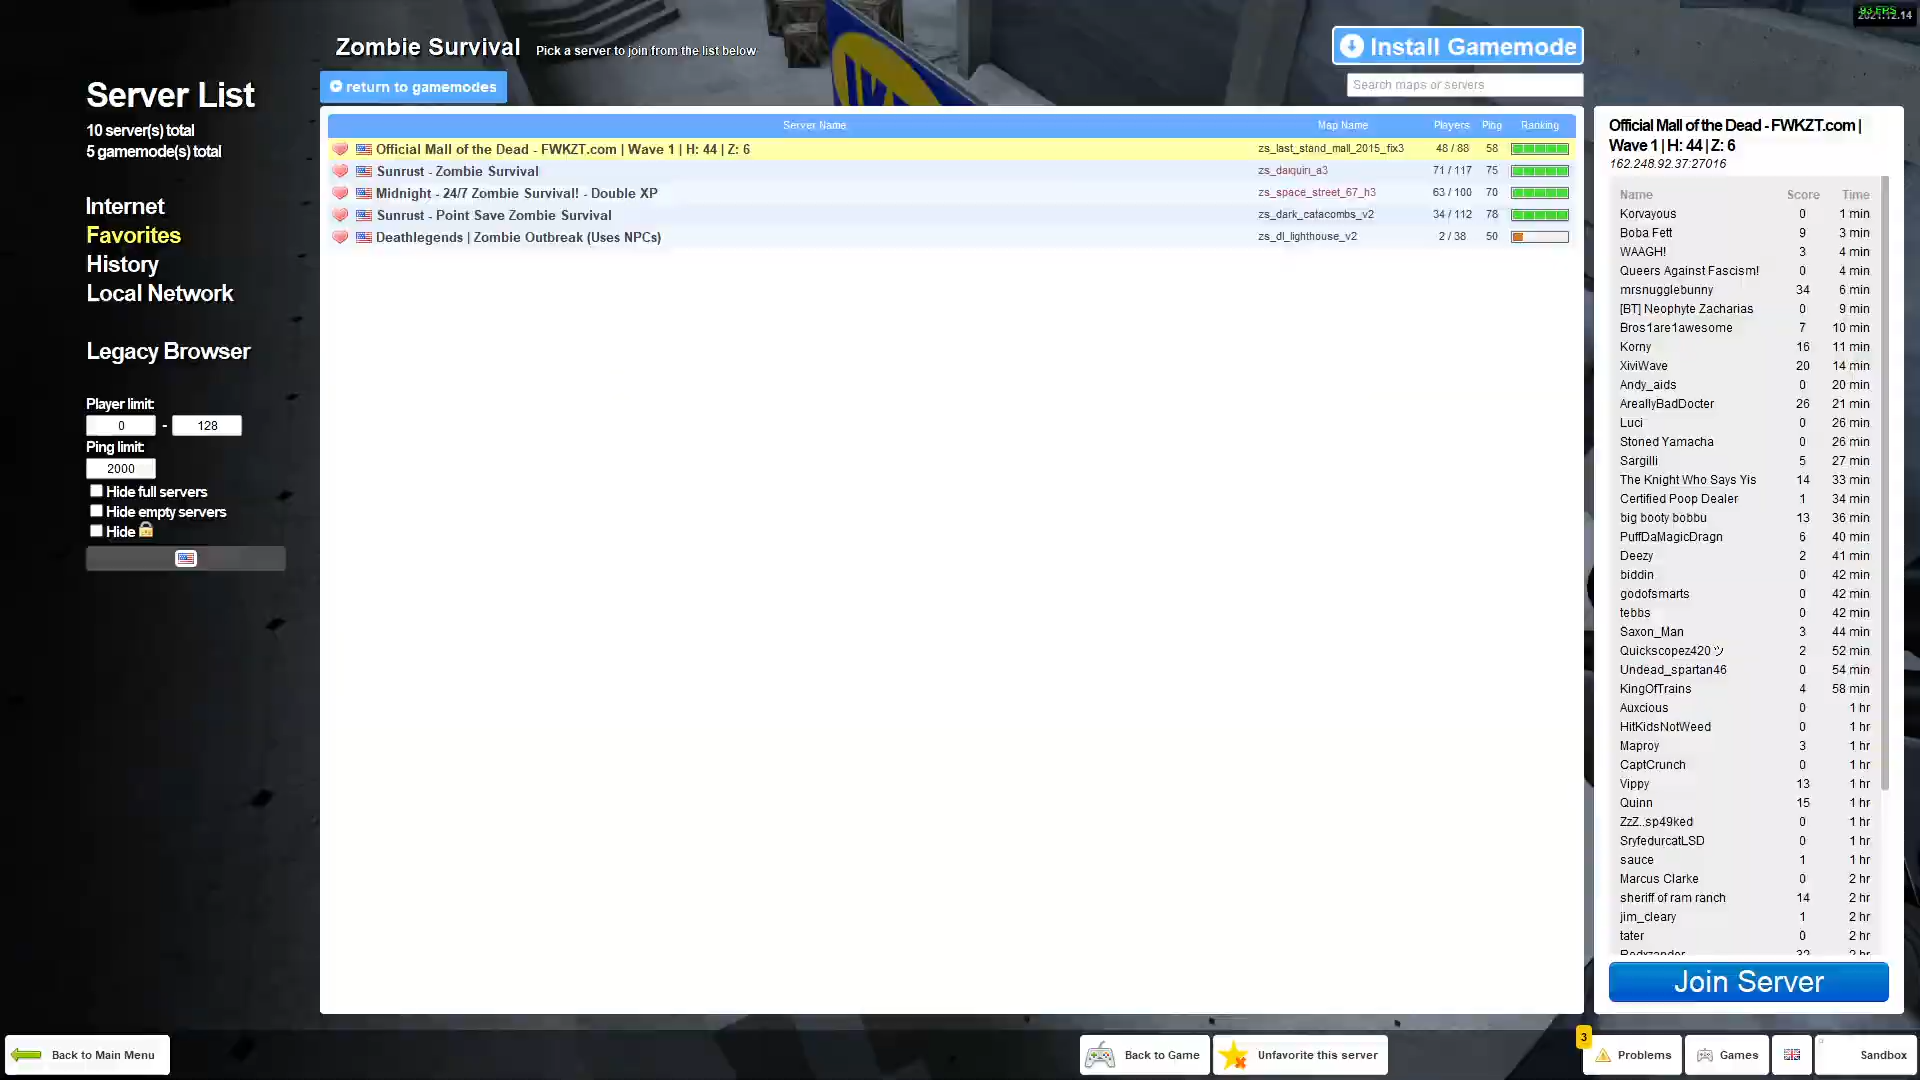 93 FPS
2021.12.14
Zombie Survival Pick a server to join from the list below
Install Gamemode
return to gamemodes
Search maps or servers
Server List
10 server(s) total
5 gamemode(s) total
Internet
Favorites
History
Local Network
Legacy Browser
Player limit:
0 - 128
Ping limit:
2000
Hide full servers
Hide empty servers
Hide
Server Name Map Name Players Ping Ranking
Official Mall of the Dead - FWKZT.com | Wave 1 | H: 44 | Z: 6 zs_last_stand_mall_2015_fix3 48 / 88 58
Sunrust - Zombie Survival zs_daiquiri_a3 71 / 117 75
Midnight - 24/7 Zombie Survival! - Double XP zs_space_street_67_h3 63 / 100 70
Sunrust - Point Save Zombie Survival zs_dark_catacombs_v2 34 / 112 78
Deathlegends | Zombie Outbreak (Uses NPCs) zs_dl_lighthouse_v2 2 / 38 50
Official Mall of the Dead - FWKZT.com |
Wave 1 | H: 44 | Z: 6
162.248.92.37:27016
Name Score Time
Korvayous 0 1 min
Boba Fett 9 3 min
WAAGH! 3 4 min
Queers Against Fascism! 0 4 min
mrsnugglebunny 34 6 min
[BT] Neophyte Zacharias 0 9 min
Bros1are1awesome 7 10 min
Korny 16 11 min
XiviWave 20 14 min
Andy_aids 0 20 min
AreallyBadDocter 26 21 min
Luci 0 26 min
Stoned Yamacha 0 26 min
Sargilli 5 27 min
The Knight Who Says Yis 14 33 min
Certified Poop Dealer 1 34 min
big booty bobbu 13 36 min
PuffDaMagicDragn 6 40 min
Deezy 2 41 min
biddin 0 42 min
godofsmarts 0 42 min
tebbs 0 42 min
Saxon_Man 3 44 min
Quickscopez420 ツ 2 52 min
Undead_spartan46 0 54 min
KingOfTrains 4 58 min
Auxcious 0 1 hr
HitKidsNotWeed 0 1 hr
Maproy 3 1 hr
CaptCrunch 0 1 hr
Vippy 13 1 hr
Quinn 15 1 hr
ZzZ..sp49ked 0 1 hr
SryfedurcatLSD 0 1 hr
sauce 1 1 hr
Marcus Clarke 0 2 hr
sheriff of ram ranch 14 2 hr
jim_cleary 1 2 hr
tater 0 2 hr
Join Server
Back to Main Menu
Back to Game
Unfavorite this server
3
Problems
Games
Sandbox